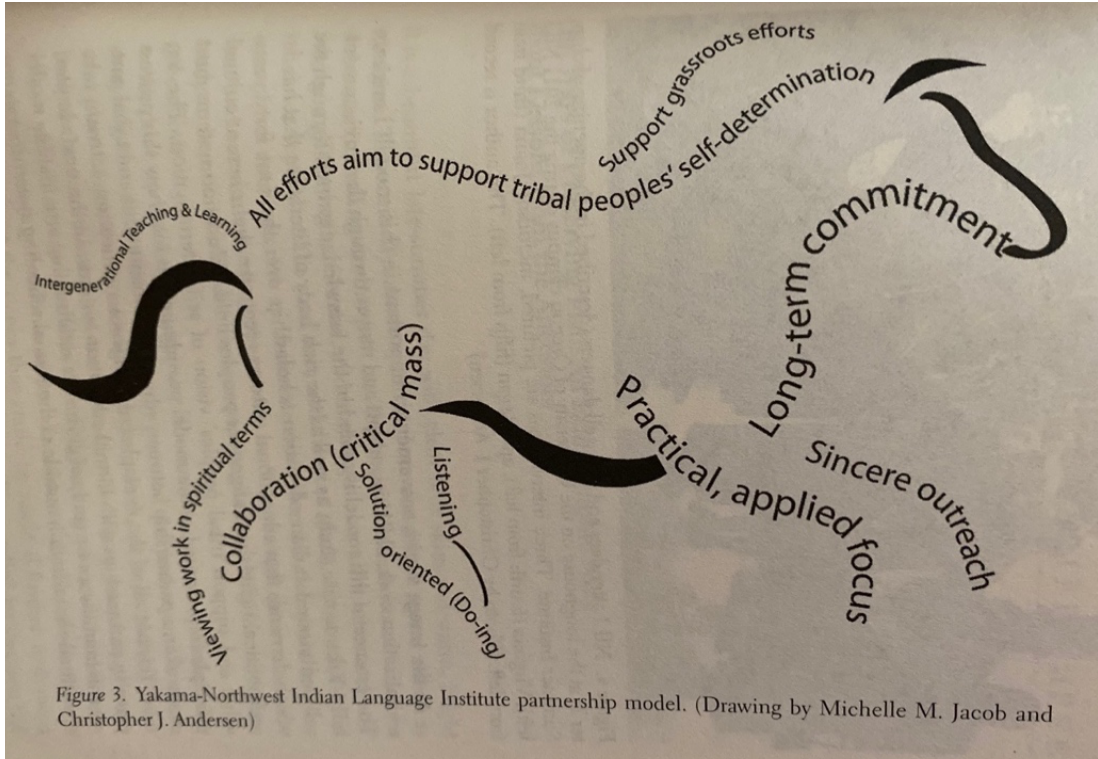 Support grassroots efforts
All efforts aim to support tribal peoples' self-determination
Intergenerational Teaching & Learning
Long-term commitment
Viewing work in spiritual terms
Collaboration (critical mass)
Listening
Solution oriented (Do-ing)
Practical, applied focus
Sincere outreach
Figure 3. Yakama-Northwest Indian Language Institute partnership model. (Drawing by Michelle M. Jacob and
Christopher J. Andersen)